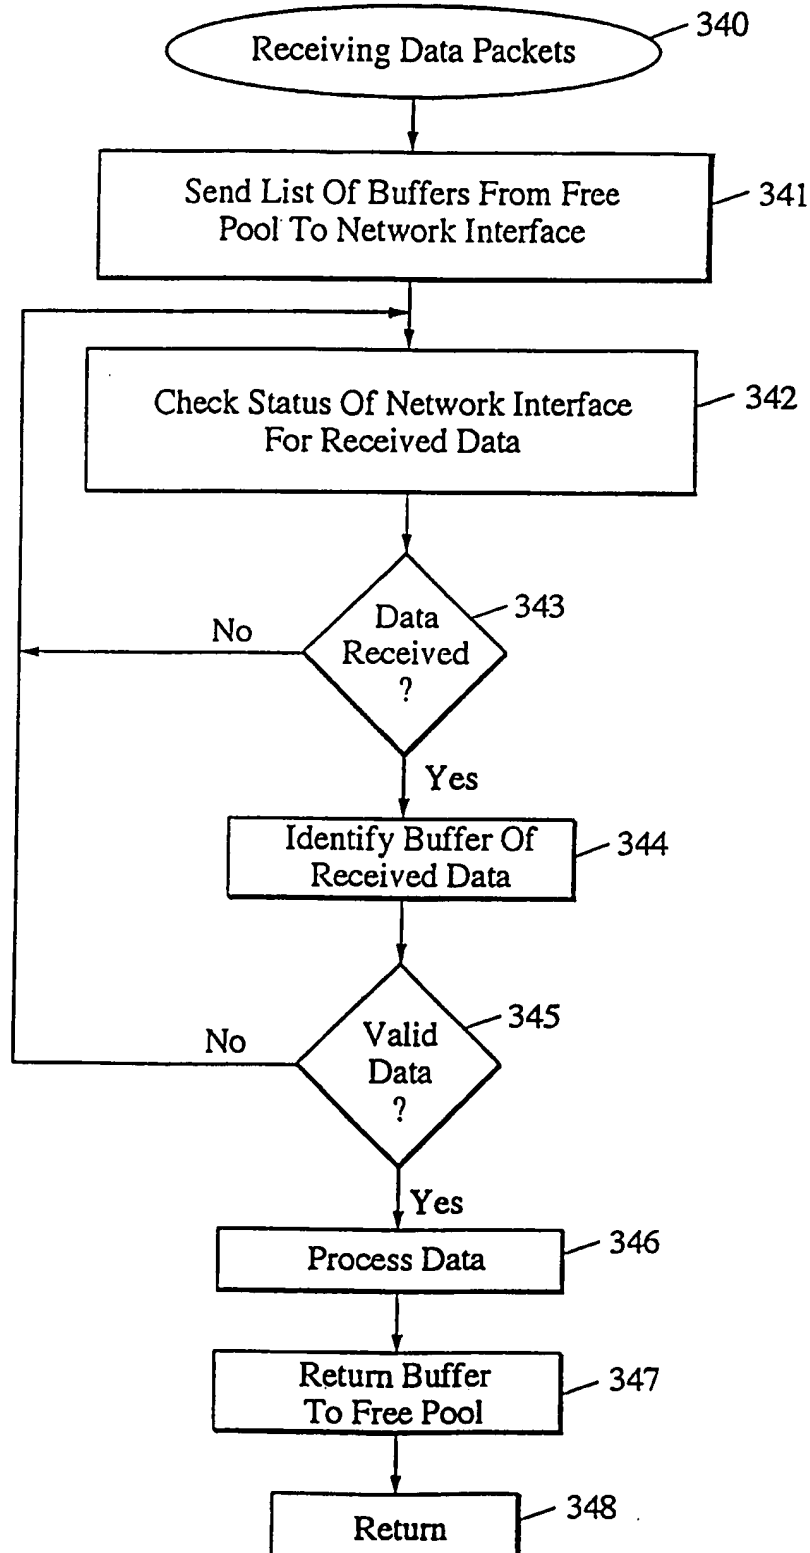 Receiving Data Packets
340
Send List Of Buffers From Free
Pool To Network Interface
341
Check Status Of Network Interface
For Received Data
342
Data
Received
?
343
No
Yes
Identify Buffer Of
Received Data
344
Valid
Data
?
345
No
Yes
Process Data
346
Return Buffer
To Free Pool
347
Return
348